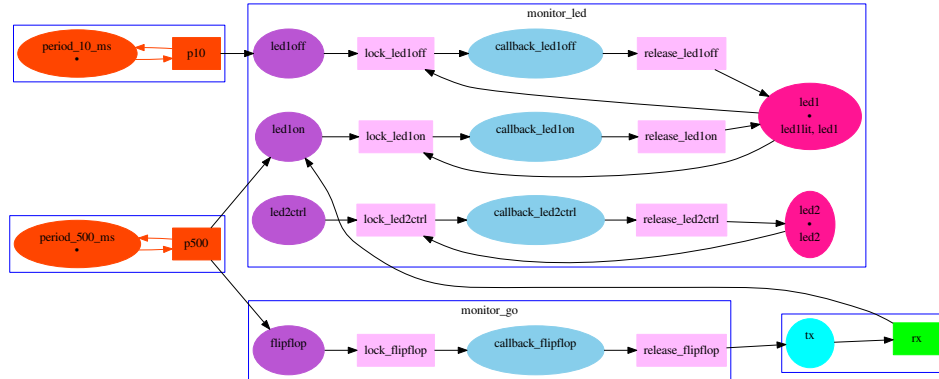 monitor_led
period_10_ms
•
p10
led1off
lock_led1off
callback_led1off
release_led1off
led1
•
led1lit, led1
led1on
lock_led1on
callback_led1on
release_led1on
led2ctrl
lock_led2ctrl
callback_led2ctrl
release_led2ctrl
led2
•
led2
period_500_ms
•
p500
monitor_go
flipflop
lock_flipflop
callback_flipflop
release_flipflop
tx
rx